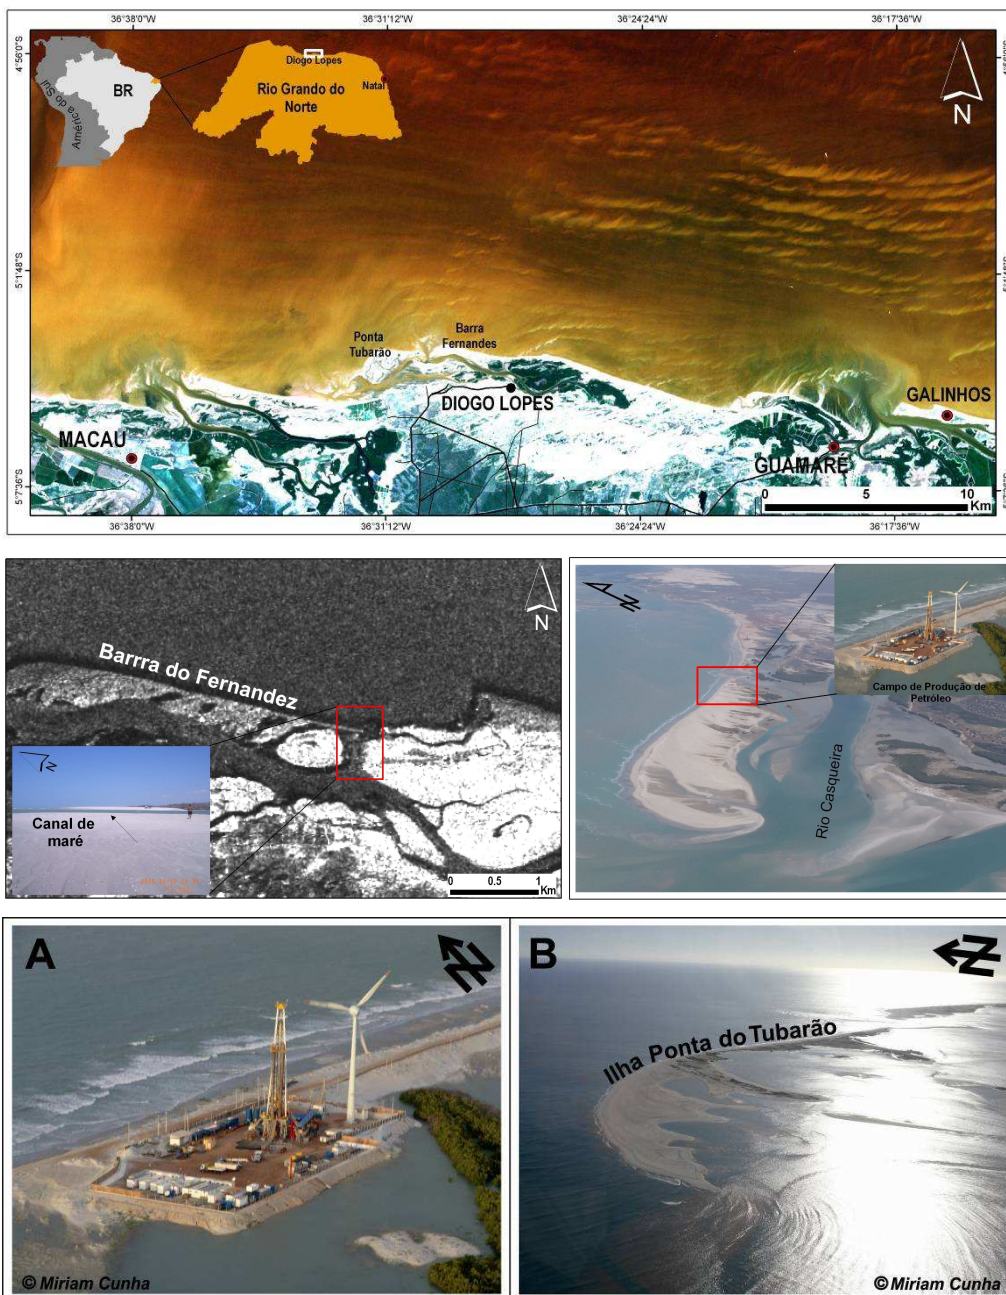 36°38'0"W
36°31'12"W
36°24'24"W
36°17'36"W
4°56'0"S
América do Sul
BR
Diogo Lopes
Rio Grando do
Norte
Natal
N
5°1'48"S
Ponta
Tubarão
Barra
Fernandes
DIOGO LOPES
GALINHOS
MACAU
GUAMARÉ
0 5 10
Km
5°7'36"S
36°38'0"W
36°31'12"W
36°24'24"W
36°17'36"W
N
Barrra do Fernandez
N
Canal de
maré
0 0.5 1
Km
N
Campo de Produção de
Petróleo
Rio Casqueira
A
N
© Miriam Cunha
B
N
Ilha Ponta do Tubarão
© Miriam Cunha